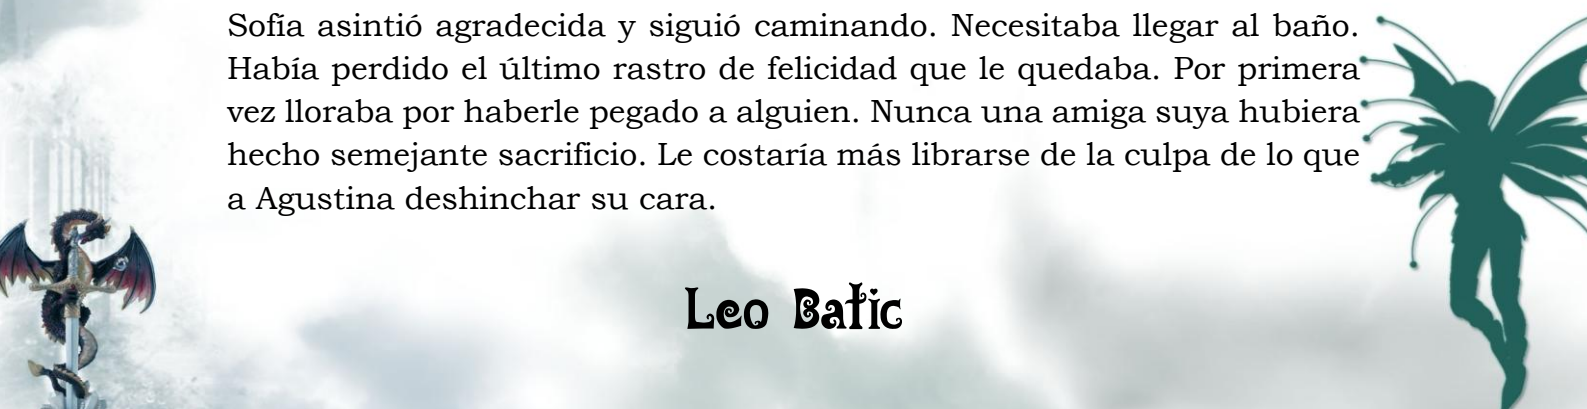 Sofía asintió agradecida y siguió caminando. Necesitaba llegar al baño.
Había perdido el último rastro de felicidad que le quedaba. Por primera
vez lloraba por haberle pegado a alguien. Nunca una amiga suya hubiera
hecho semejante sacrificio. Le costaría más librarse de la culpa de lo que
a Agustina deshinchar su cara.
Leo Batic